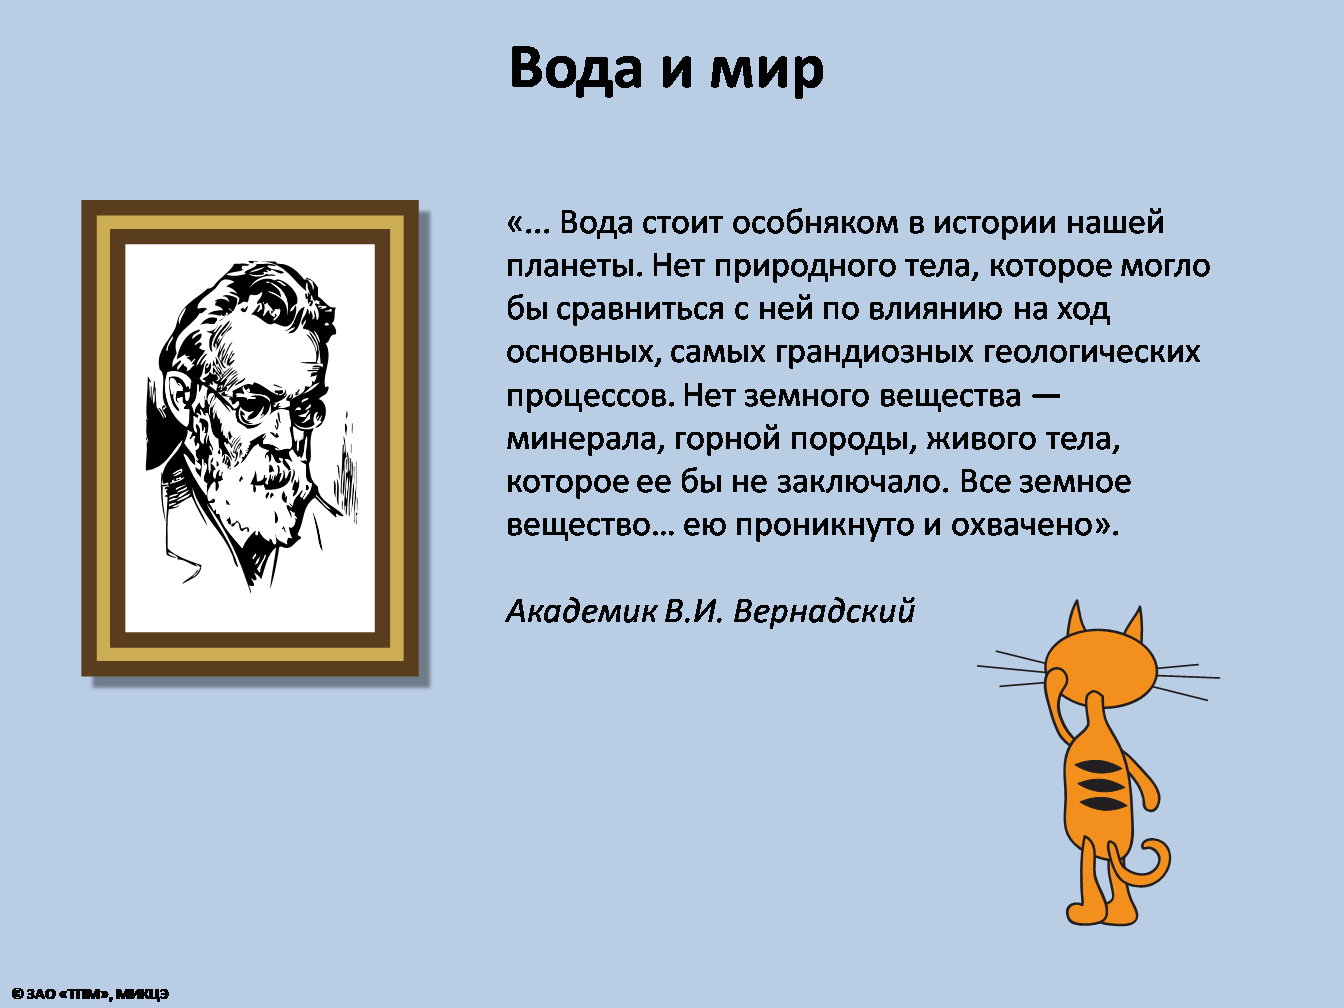 Вода и мир
«... Вода стоит особняком в истории нашей
планеты. Нет природного тела, которое могло
бы сравниться с ней по влиянию на ход
основных, самых грандиозных геологических
процессов. Нет земного вещества —
минерала, горной породы, живого тела,
которое ее бы не заключало. Все земное
вещество... ею проникнуто и охвачено».
Академик В.И. Вернадский
© ЗАО «ТПМ», МИКЦЭ